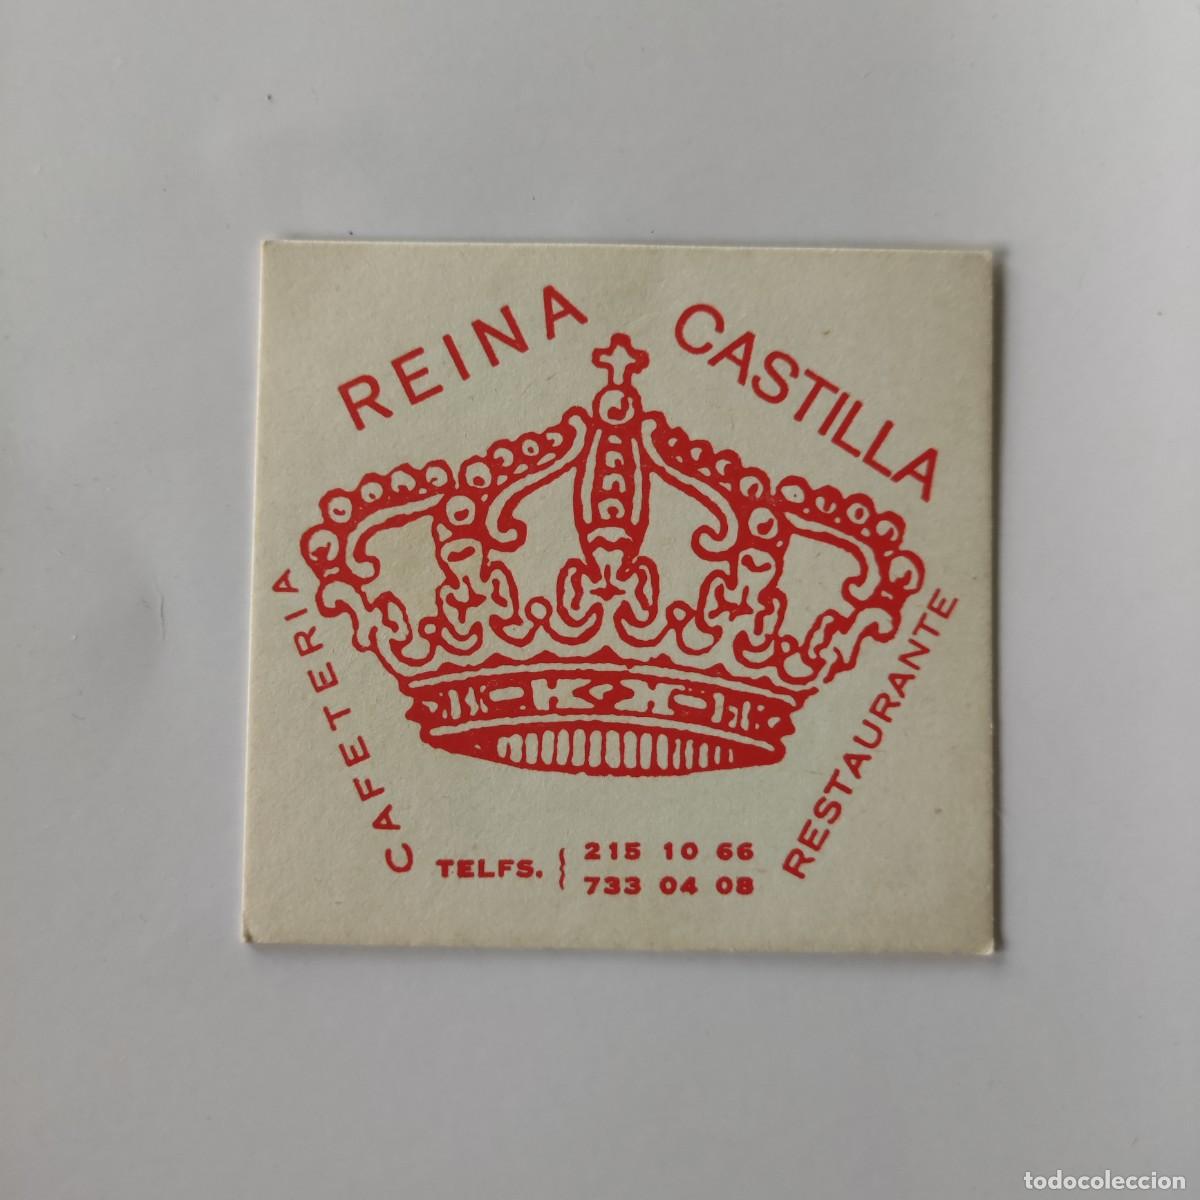 REINA CASTILLA
CAFETERIA
RESTAURANTE
TELFS. { 215 10 66
733 04 08
todocoleccion